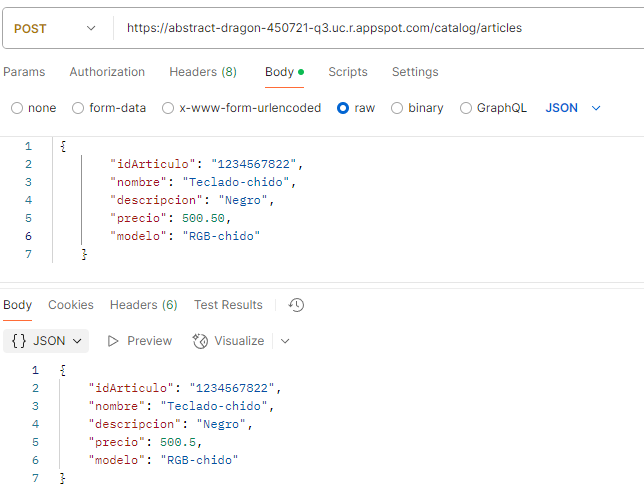 POST https://abstract-dragon-450721-q3.uc.r.appspot.com/catalog/articles
Params Authorization Headers (8) Body Scripts Settings
none form-data x-www-form-urlencoded raw binary GraphQL JSON
1 {
2 "idArticulo": "1234567822",
3 "nombre": "Teclado-chido",
4 "descripcion": "Negro",
5 "precio": 500.50,
6 "modelo": "RGB-chido"
7 }
Body Cookies Headers (6) Test Results
{} JSON Preview Visualize
1 {
2 "idArticulo": "1234567822",
3 "nombre": "Teclado-chido",
4 "descripcion": "Negro",
5 "precio": 500.5,
6 "modelo": "RGB-chido"
7 }